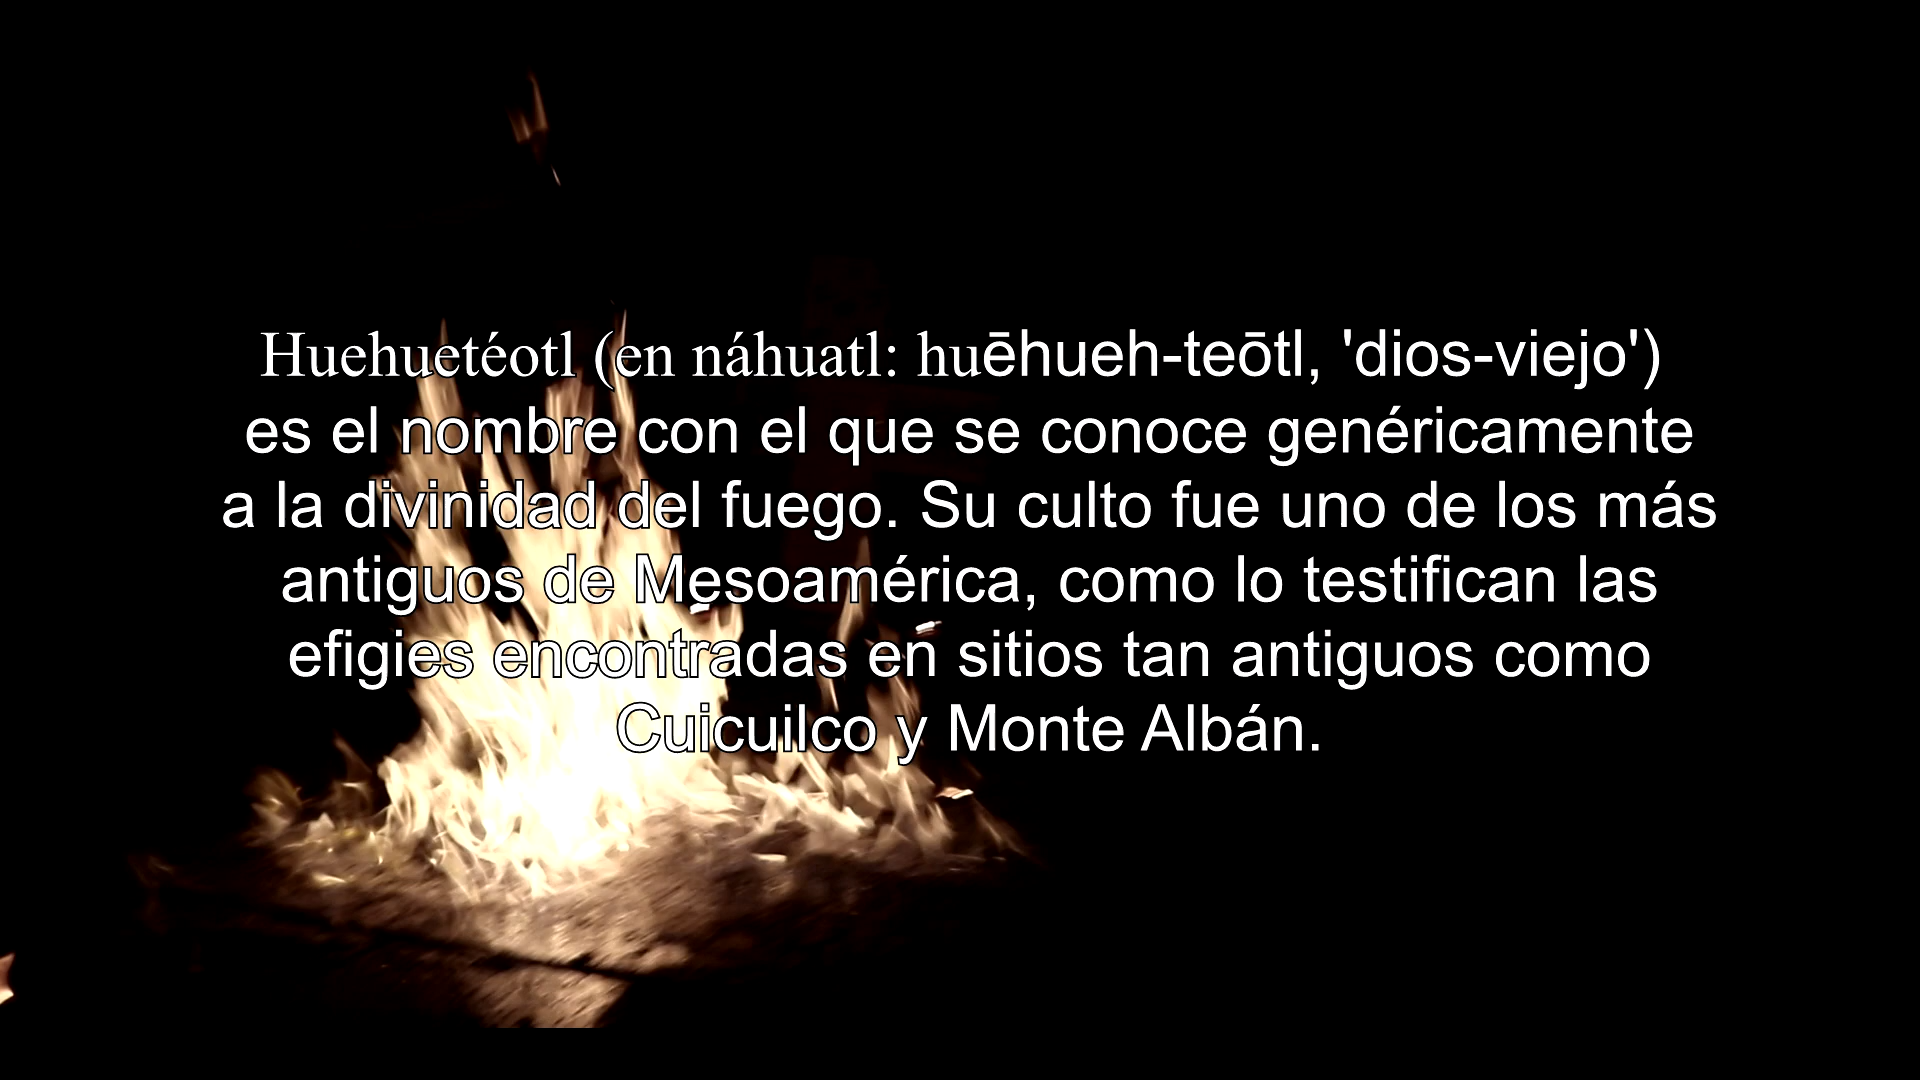 Huehuetéotl (en náhuatl: huēhueh-teōtl, 'dios-viejo')
es el nombre con el que se conoce genéricamente
a la divinidad del fuego. Su culto fue uno de los más
antiguos de Mesoamérica, como lo testifican las
efigies encontradas en sitios tan antiguos como
Cuicuilco y Monte Albán.